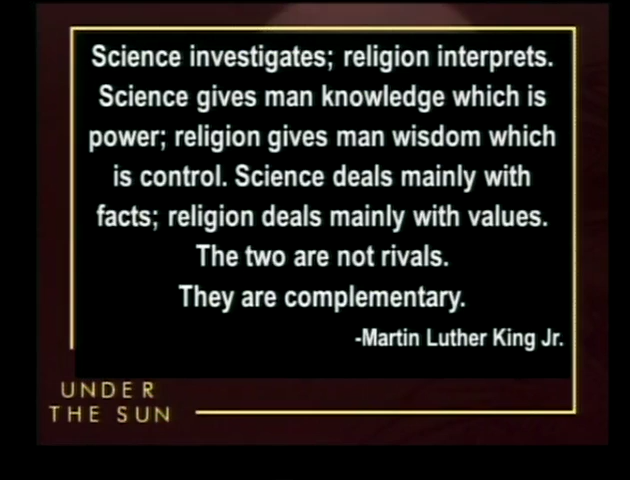 Science investigates; religion interprets.
Science gives man knowledge which is
power; religion gives man wisdom which
is control. Science deals mainly with
facts; religion deals mainly with values.
The two are not rivals.
They are complementary.
-Martin Luther King Jr.
UNDER
THE SUN